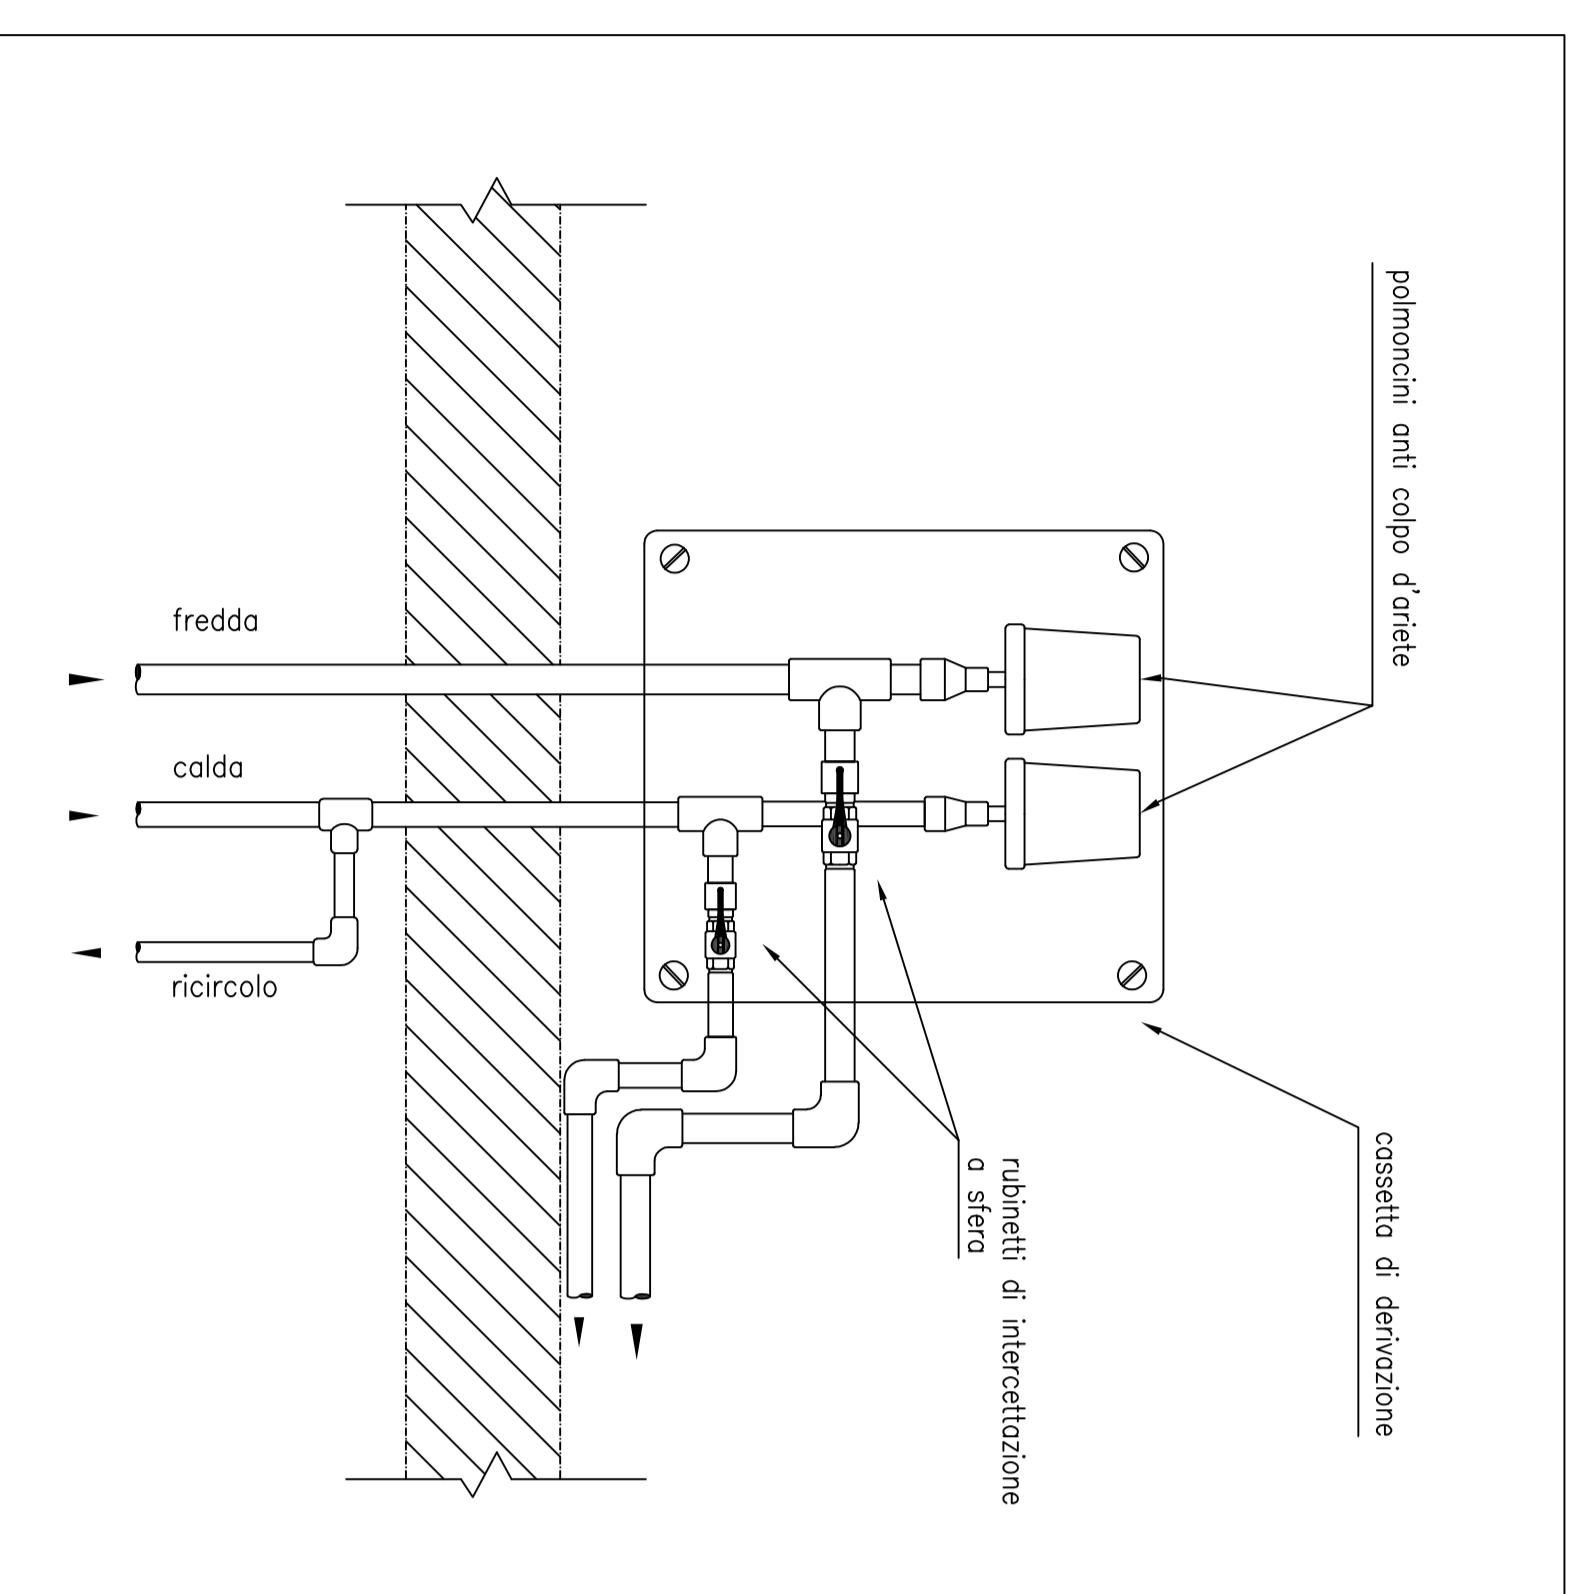 polmoncini anti colpo d'ariete
fredda
calda
ricircolo
rubinetti di intercettazione
a sfera
cassetta di derivazione